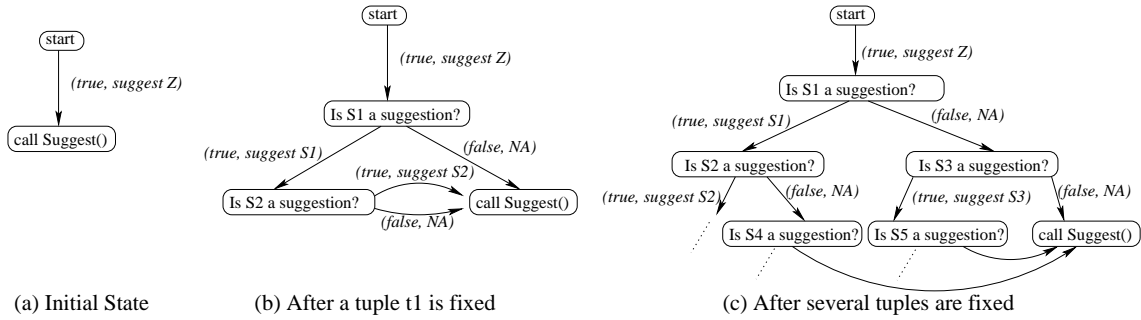 start
(true, suggest Z)
call Suggest()
(a) Initial State
start
(true, suggest Z)
Is S1 a suggestion?
(true, suggest S1)
(false, NA)
(true, suggest S2)
Is S2 a suggestion?
call Suggest()
(false, NA)
(b) After a tuple t1 is fixed
start
(true, suggest Z)
Is S1 a suggestion?
(true, suggest S1)
(false, NA)
Is S2 a suggestion?
Is S3 a suggestion?
(true, suggest S2)
(false, NA)
(true, suggest S3)
(false, NA)
Is S4 a suggestion?
Is S5 a suggestion?
call Suggest()
(c) After several tuples are fixed